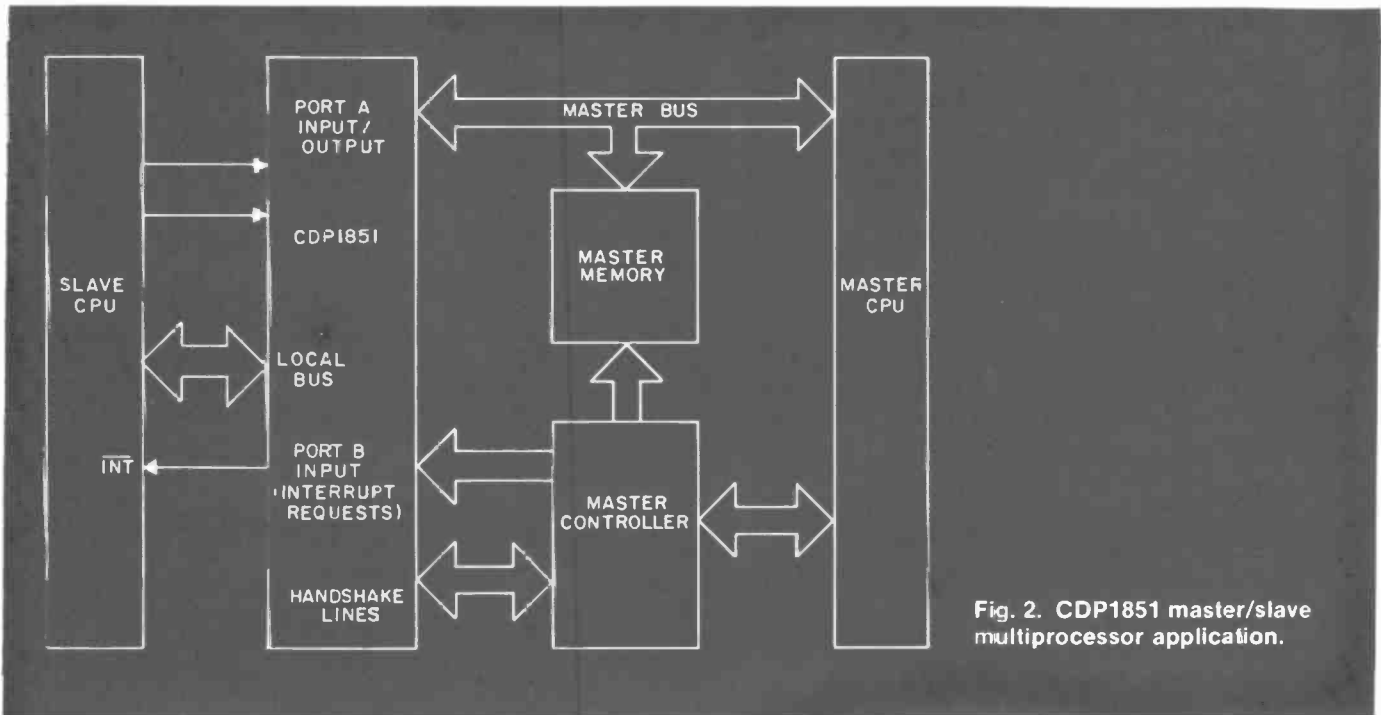 SLAVE
CPU
INT
PORT A
INPUT/
OUTPUT
CDP1851
LOCAL
BUS
PORT B
INPUT
(INTERRUPT
REQUESTS)
HANDSHAKE
LINES
MASTER BUS
MASTER
MEMORY
MASTER
CONTROLLER
MASTER
CPU
Fig. 2. CDP1851 master/slave
multiprocessor application.